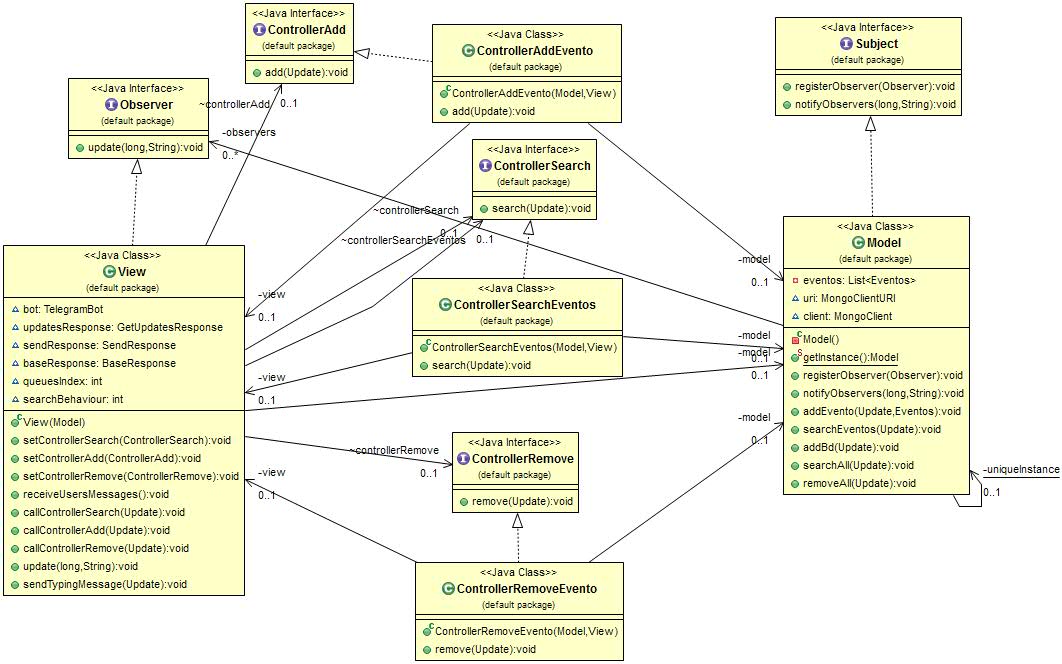 <<Java Interface>>
ControllerAdd
(default package)
add(Update):void
<<Java Class>>
ControllerAddEvento
(default package)
ControllerAddEvento(Model,View)
add(Update):void
<<Java Interface>>
Subject
(default package)
registerObserver(Observer):void
notifyObservers(long,String):void
<<Java Interface>>
Observer
(default package)
update(long,String):void
~controllerAdd
0..1
-observers
0..*
<<Java Interface>>
ControllerSearch
(default package)
search(Update):void
~controllerSearch
0..1
~controllerSearchEventos
0..1
<<Java Class>>
View
(default package)
bot: TelegramBot
updatesResponse: GetUpdatesResponse
sendResponse: SendResponse
baseResponse: BaseResponse
queuesIndex: int
searchBehaviour: int
View(Model)
setControllerSearch(ControllerSearch):void
setControllerAdd(ControllerAdd):void
setControllerRemove(ControllerRemove):void
receiveUsersMessages():void
callControllerSearch(Update):void
callControllerAdd(Update):void
callControllerRemove(Update):void
update(long,String):void
sendTypingMessage(Update):void
-view
0..1
-view
0..1
-view
0..1
<<Java Class>>
ControllerSearchEventos
(default package)
ControllerSearchEventos(Model,View)
search(Update):void
-model
0..1
-model
0..1
-model
0..1
-model
0..1
<<Java Class>>
Model
(default package)
eventos: List<Eventos>
uri: MongoClientURI
client: MongoClient
Model()
getInstance():Model
registerObserver(Observer):void
notifyObservers(long,String):void
addEvento(Update,Eventos):void
searchEventos(Update):void
addBd(Update):void
searchAll(Update):void
removeAll(Update):void
-uniqueInstance
0..1
~controllerRemove
0..1
<<Java Interface>>
ControllerRemove
(default package)
remove(Update):void
<<Java Class>>
ControllerRemoveEvento
(default package)
ControllerRemoveEvento(Model,View)
remove(Update):void